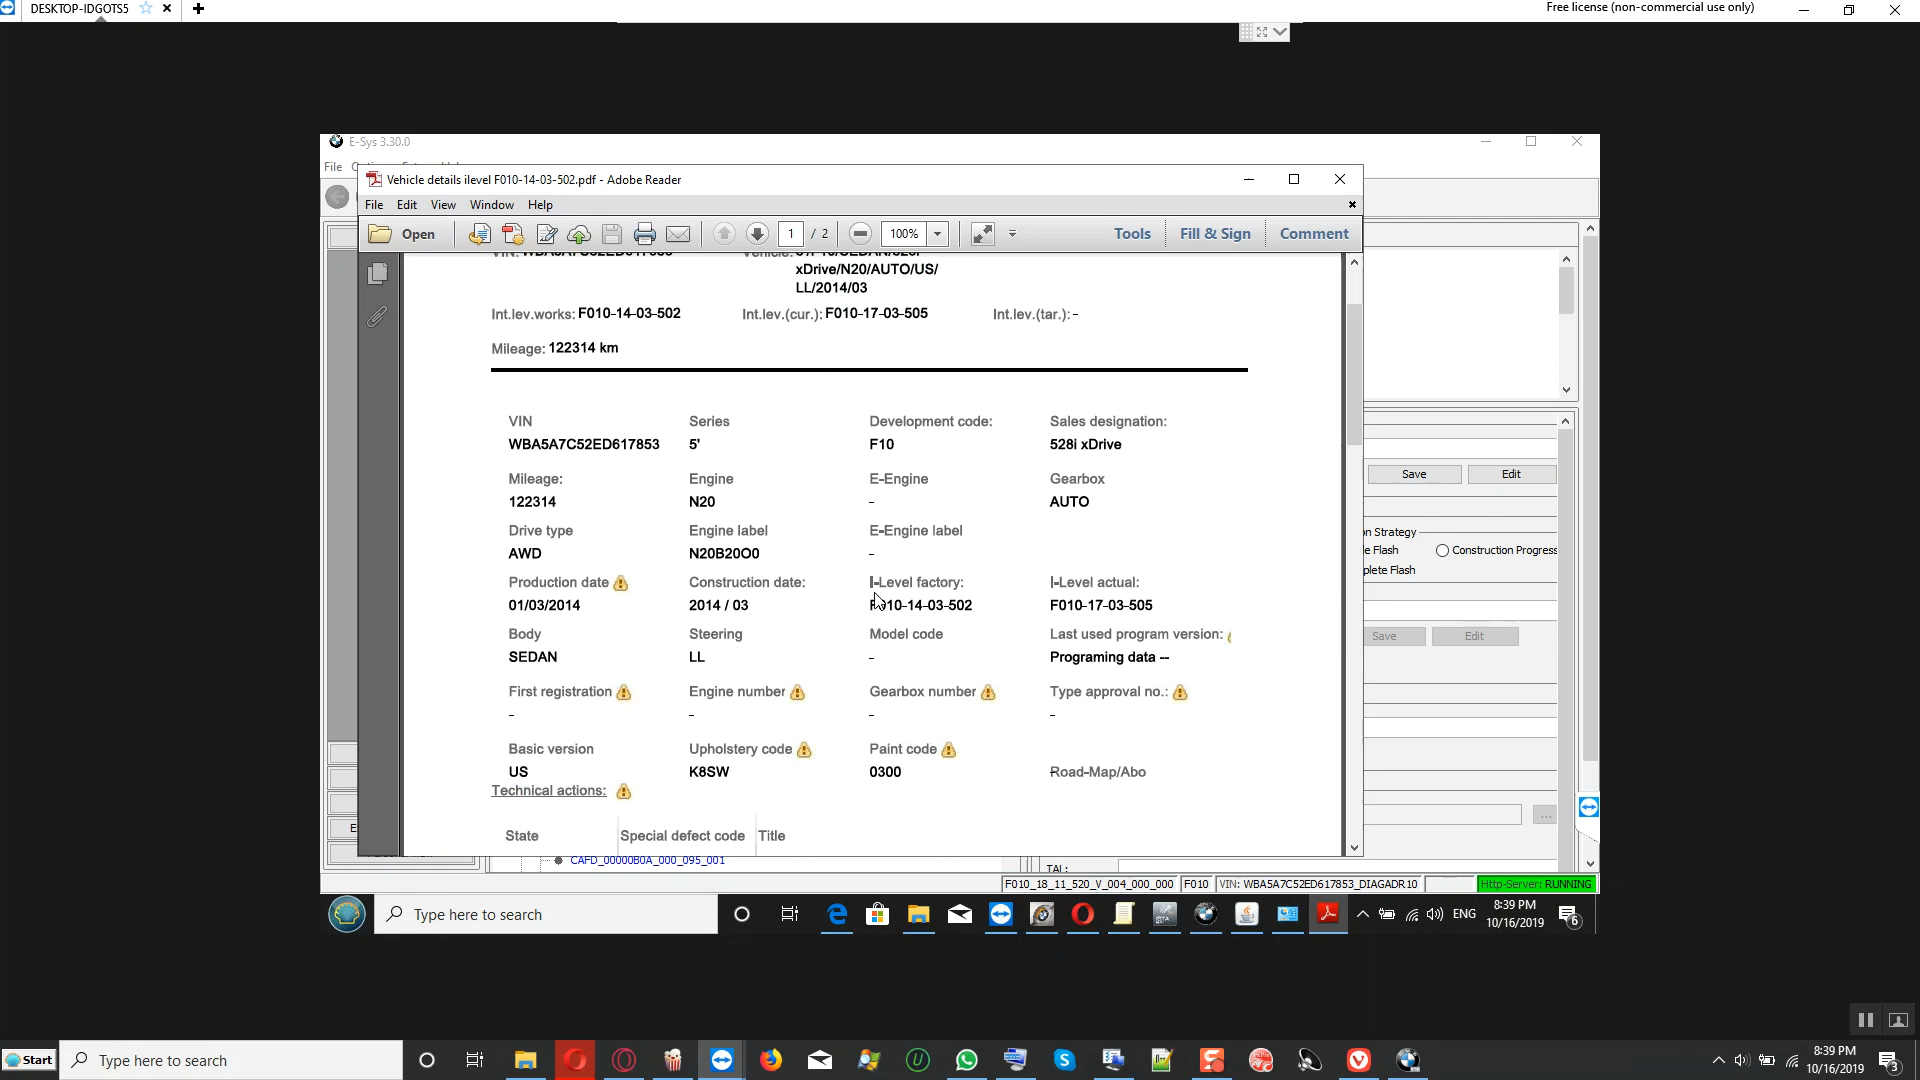 DESKTOP-IDGOTS5
Free license (non-commercial use only)
E-Sys 3.30.0
File
Vehicle details ilevel F010-14-03-502.pdf - Adobe Reader
File Edit View Window Help
Open 1 / 2 100% Tools Fill & Sign Comment
xDrive/N20/AUTO/US/
LL/2014/03
Int.lev.works: F010-14-03-502 Int.lev.(cur.): F010-17-03-505 Int.lev.(tar.): -
Mileage: 122314 km
VIN Series Development code: Sales designation:
WBA5A7C52ED617853 5' F10 528i xDrive
Mileage: Engine E-Engine Gearbox
122314 N20 - AUTO
Save Edit
Drive type Engine label E-Engine label
AWD N20B20O0 -
on Strategy
Construction Progress
plete Flash
Production date Construction date: I-Level factory: I-Level actual:
01/03/2014 2014 / 03 F010-14-03-502 F010-17-03-505
Body Steering Model code Last used program version:
SEDAN LL - Programing data --
Save Edit
First registration Engine number Gearbox number Type approval no.:
- - - -
Basic version Upholstery code Paint code
US K8SW 0300 Road-Map/Abo
Technical actions:
State Special defect code Title
CAFD_00000B0A_000_095_001
TAL:
F010_18_11_520_V_004_000_000 F010 VIN: WBA5A7C52ED617853_DIAGADR10 Http-Server: RUNNING
Type here to search ENG 8:39 PM
10/16/2019 6
Start Type here to search 8:39 PM
10/16/2019 3